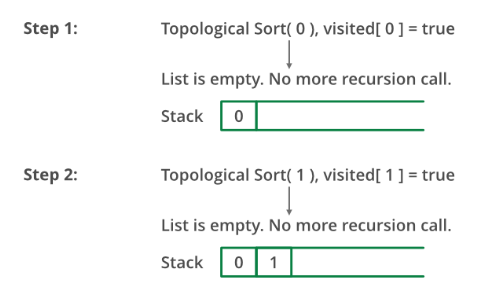 Step 1: Topological Sort( 0 ), visited[ 0 ] = true
List is empty. No more recursion call.
Stack 0
Step 2: Topological Sort( 1 ), visited[ 1 ] = true
List is empty. No more recursion call.
Stack 0 1